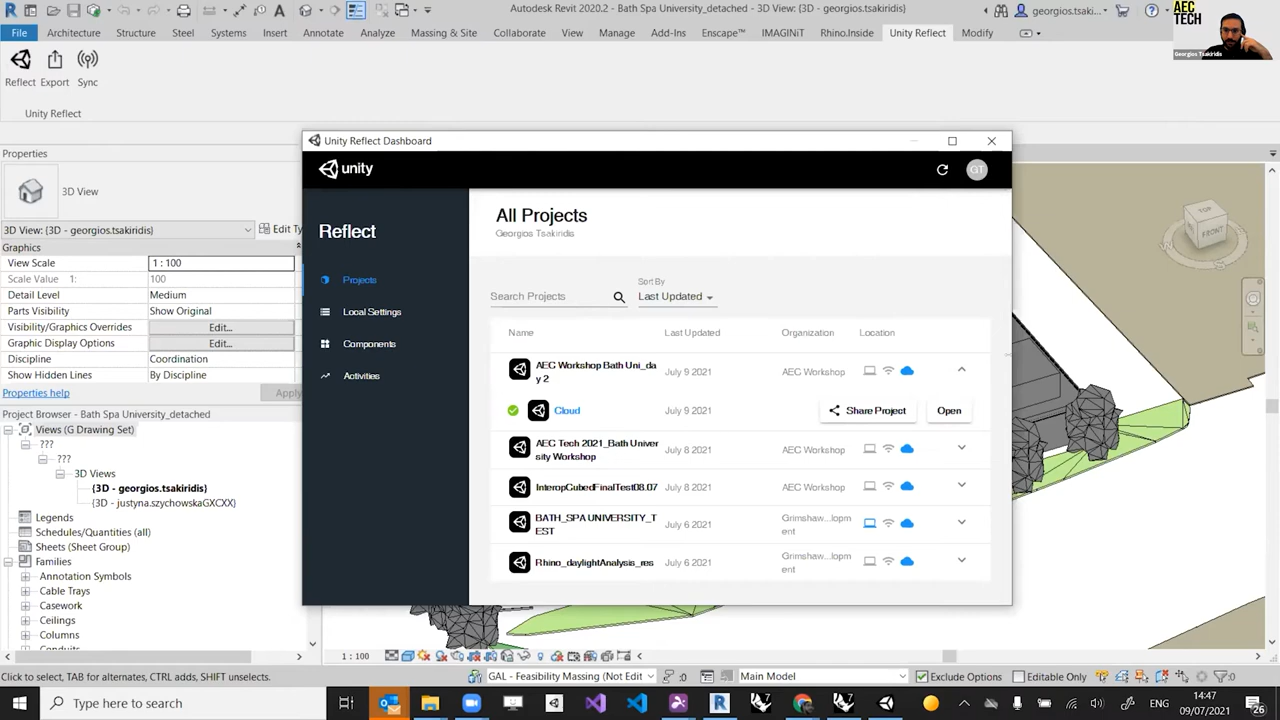 Autodesk Revit 2020.2 - Bath Spa University_detached - 3D View: {3D - georgios.tsakiridis}
georgios.tsaki...
AEC
TECH
Georgios Tsakiridis
File Architecture Structure Steel Systems Insert Annotate Analyze Massing & Site Collaborate View Manage Add-Ins Enscape™ IMAGINiT Rhino.Inside Unity Reflect Modify
Reflect Export Sync
Unity Reflect
Properties
3D View
3D View: {3D - georgios.tsakiridis}
Edit Ty
Graphics
View Scale 1 : 100
Scale Value 1: 100
Detail Level Medium
Parts Visibility Show Original
Visibility/Graphics Overrides Edit...
Graphic Display Options Edit...
Discipline Coordination
Show Hidden Lines By Discipline
Properties help Apply
Project Browser - Bath Spa University_detached
Views (G Drawing Set)
???
???
3D Views
{3D - georgios.tsakiridis}
{3D - justyna.szychowskaGXCXX}
Legends
Schedules/Quantities (all)
Sheets (Sheet Group)
Families
Annotation Symbols
Cable Trays
Casework
Ceilings
Columns
Unity Reflect Dashboard
unity
GT
Reflect
Projects
Local Settings
Components
Activities
All Projects
Georgios Tsakiridis
Search Projects
Sort By
Last Updated
Name Last Updated Organization Location
AEC Workshop Bath Uni_da
y 2
July 9 2021 AEC Workshop
Cloud July 9 2021 Share Project Open
AEC Tech 2021_Bath Univer
sity Workshop
July 8 2021 AEC Workshop
InteropCubedFinalTest08.07 July 8 2021 AEC Workshop
BATH_SPA UNIVERSITY_T
EST
July 6 2021
Grimshaw...lopm
ent
Rhino_daylightAnalysis_res July 6 2021
Grimshaw...lopm
ent
TOP
FRONT
1 : 100
TAB for alternates, CTRL adds, SHIFT unselects.
:0
GAL - Feasibility Massing (Not Edit
Main Model
Exclude Options
Editable Only
:0
Type here to search
ENG
14:47
09/07/2021
26